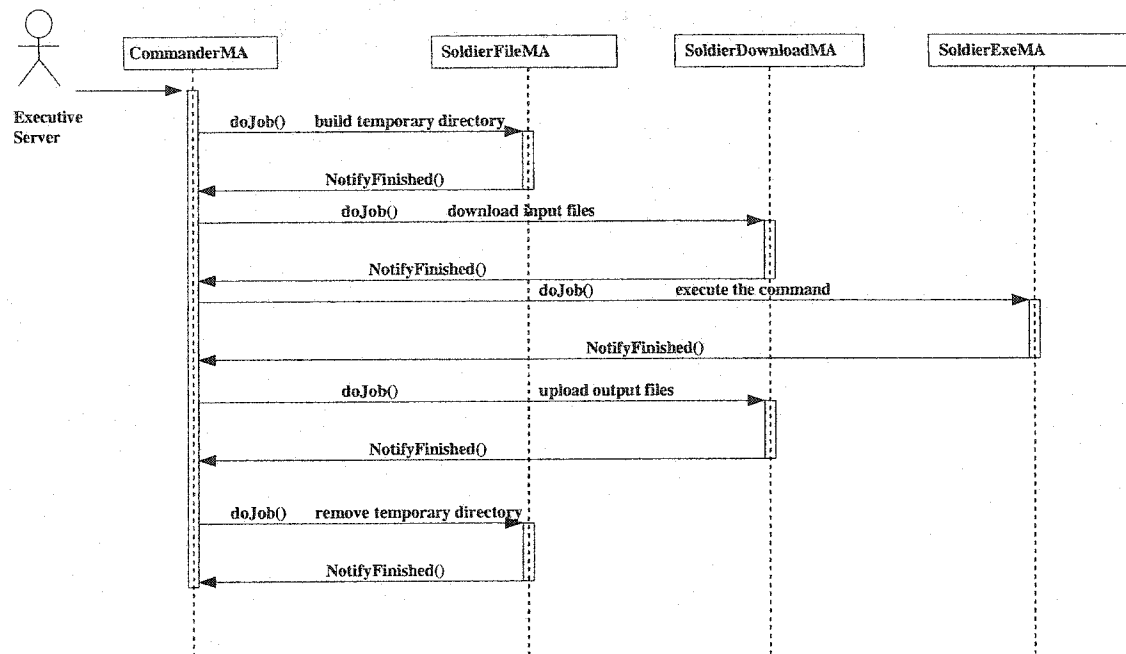 CommanderMA
SoldierFileMA
SoldierDownloadMA
SoldierExeMA
Executive
Server
doJob() build temporary directory
NotifyFinished()
doJob() download input files
NotifyFinished()
doJob() execute the command
NotifyFinished()
doJob() upload output files
NotifyFinished()
doJob() remove temporary directory
NotifyFinished()